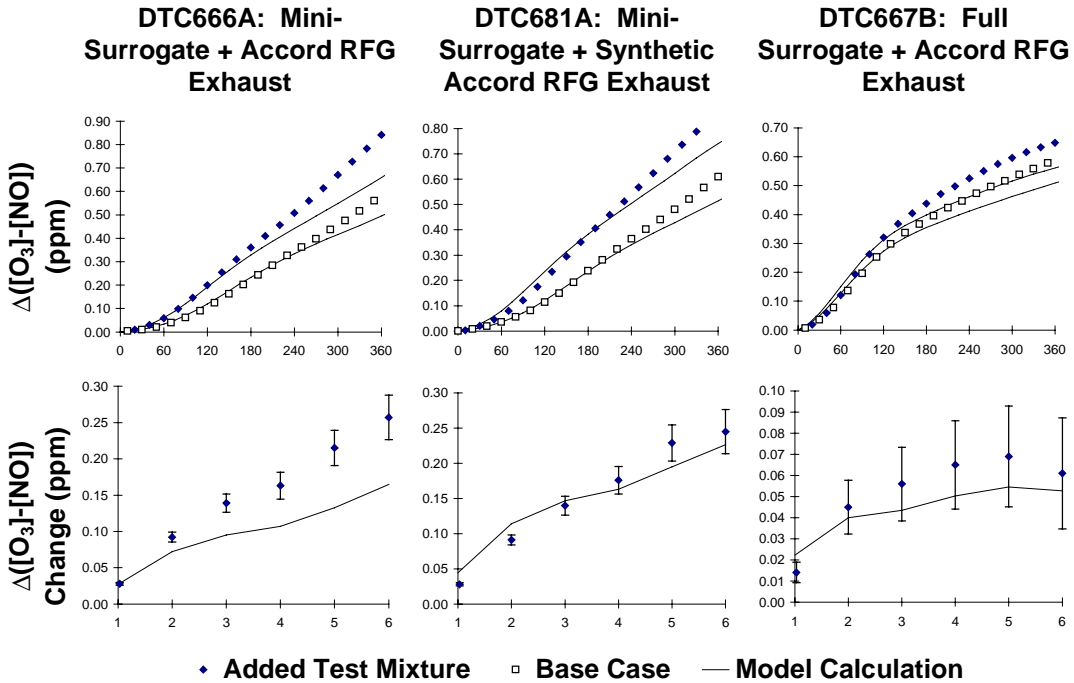 DTC666A: Mini-
Surrogate + Accord RFG
Exhaust
DTC681A: Mini-
Surrogate + Synthetic
Accord RFG Exhaust
DTC667B: Full
Surrogate + Accord RFG
Exhaust
Δ([O₃]-[NO])
(ppm)
0.90
0.80
0.70
0.60
0.50
0.40
0.30
0.20
0.10
0.00
0 60 120 180 240 300 360
0.80
0.70
0.60
0.50
0.40
0.30
0.20
0.10
0.00
0 60 120 180 240 300 360
0.70
0.60
0.50
0.40
0.30
0.20
0.10
0.00
0 60 120 180 240 300 360
Δ([O₃]-[NO])
Change (ppm)
0.30
0.25
0.20
0.15
0.10
0.05
0.00
1 2 3 4 5 6
0.30
0.25
0.20
0.15
0.10
0.05
0.00
1 2 3 4 5 6
0.10
0.09
0.08
0.07
0.06
0.05
0.04
0.03
0.02
0.01
0.00
1 2 3 4 5 6
Added Test Mixture
Base Case
Model Calculation